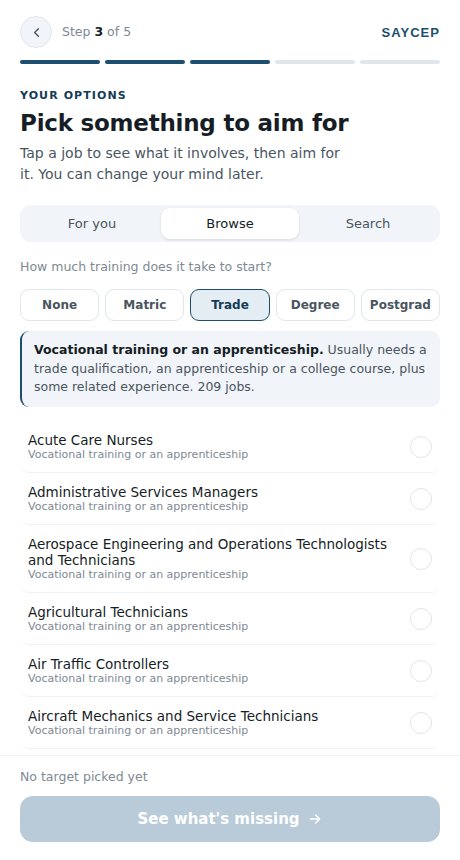 Step 3 of 5
SAYCEP
YOUR OPTIONS
Pick something to aim for
Tap a job to see what it involves, then aim for
it. You can change your mind later.
For you
Browse
Search
How much training does it take to start?
None
Matric
Trade
Degree
Postgrad
Vocational training or an apprenticeship. Usually needs a
trade qualification, an apprenticeship or a college course, plus
some related experience. 209 jobs.
Acute Care Nurses
Vocational training or an apprenticeship
Administrative Services Managers
Vocational training or an apprenticeship
Aerospace Engineering and Operations Technologists
and Technicians
Vocational training or an apprenticeship
Agricultural Technicians
Vocational training or an apprenticeship
Air Traffic Controllers
Vocational training or an apprenticeship
Aircraft Mechanics and Service Technicians
Vocational training or an apprenticeship
No target picked yet
See what's missing →